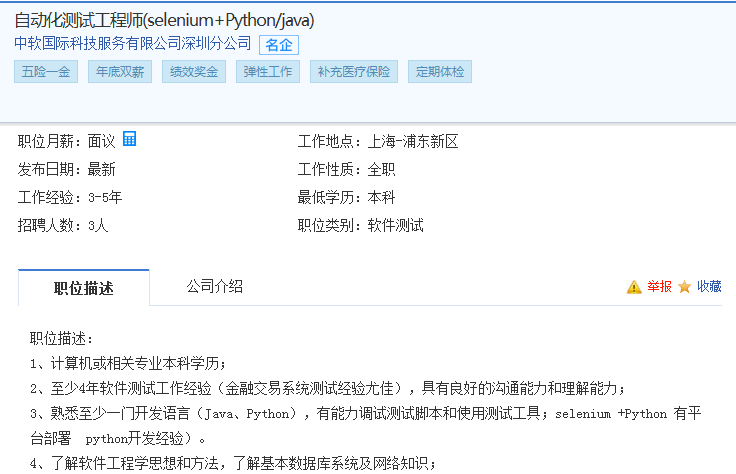 自动化测试工程师(selenium+Python/java)
中软国际科技服务有限公司深圳分公司 名企
五险一金 年底双薪 绩效奖金 弹性工作 补充医疗保险 定期体检
职位月薪：面议 工作地点：上海-浦东新区
发布日期：最新 工作性质：全职
工作经验：3-5年 最低学历：本科
招聘人数：3人 职位类别：软件测试
职位描述 公司介绍 举报 收藏
职位描述：
1、计算机或相关专业本科学历；
2、至少4年软件测试工作经验（金融交易系统测试经验尤佳），具有良好的沟通能力和理解能力；
3、熟悉至少一门开发语言（Java、Python），有能力调试测试脚本和使用测试工具；selenium +Python 有平
台部署  python开发经验）。
4、了解软件工程学思想和方法，了解基本数据库系统及网络知识；